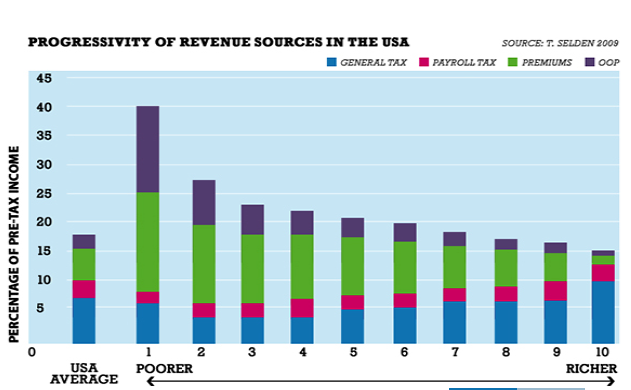 PROGRESSIVITY OF REVENUE SOURCES IN THE USA
SOURCE: T. SELDEN 2009
GENERAL TAX PAYROLL TAX PREMIUMS OOP
PERCENTAGE OF PRE-TAX INCOME
45
40
35
30
25
20
15
10
5
0 1 2 3 4 5 6 7 8 9 10
USA AVERAGE
POORER RICHER